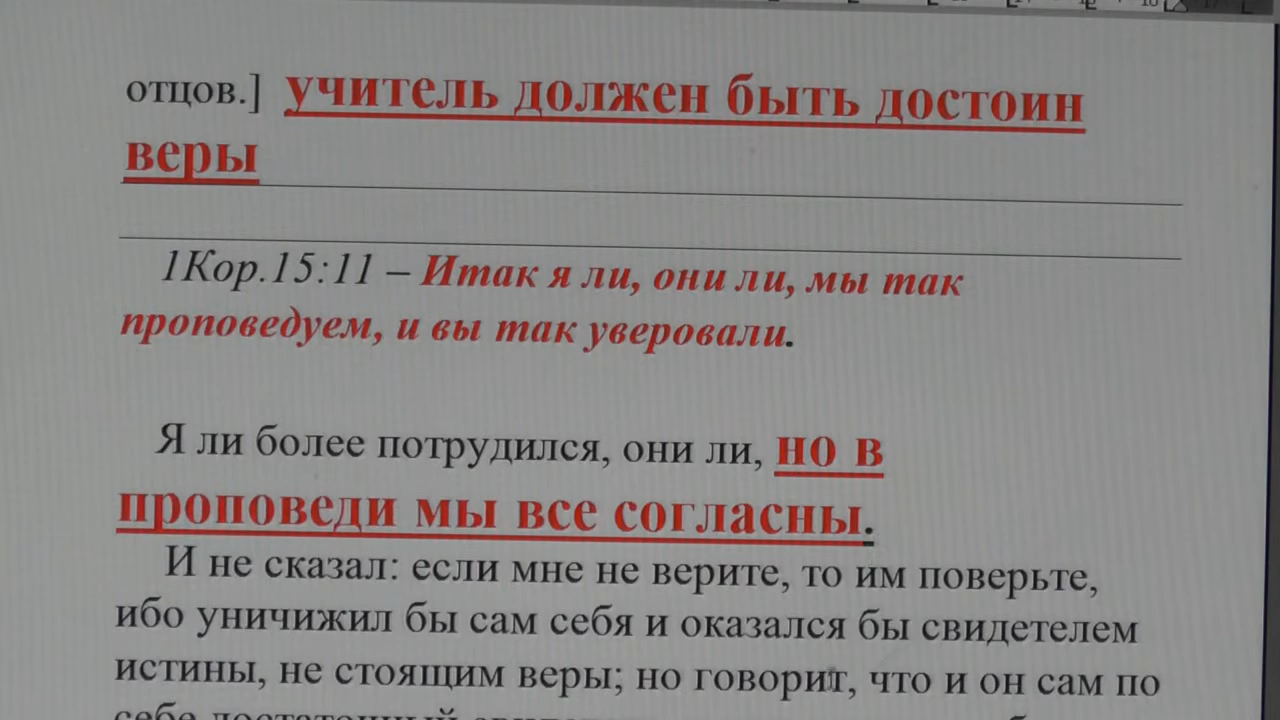 отцов.] учитель должен быть достоин
веры
1Кор.15:11 – Итак я ли, они ли, мы так
проповедуем, и вы так уверовали.
Я ли более потрудился, они ли, но в
проповеди мы все согласны.
И не сказал: если мне не верите, то им поверьте,
ибо уничижил бы сам себя и оказался бы свидетелем
истины, не стоящим веры; но говорит, что и он сам по